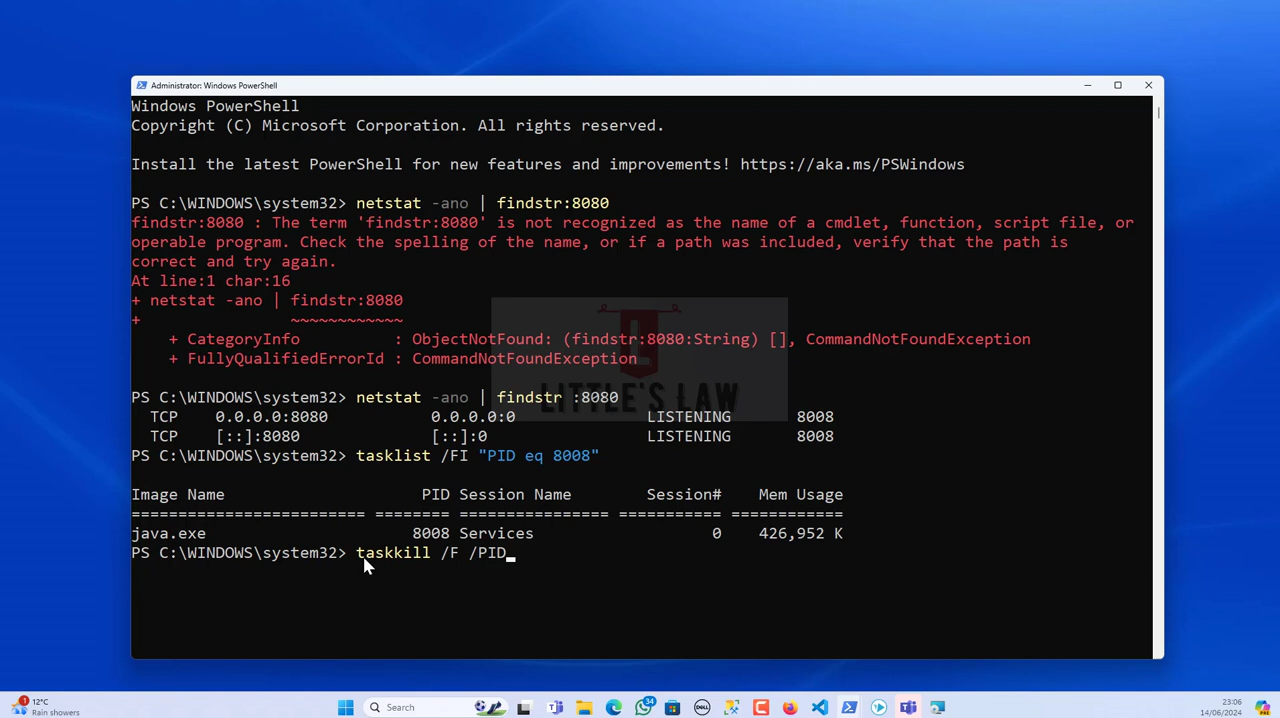 Administrator: Windows PowerShell
Windows PowerShell
Copyright (C) Microsoft Corporation. All rights reserved.
Install the latest PowerShell for new features and improvements! https://aka.ms/PSWindows
PS C:\WINDOWS\system32> netstat -ano | findstr:8080
findstr:8080 : The term 'findstr:8080' is not recognized as the name of a cmdlet, function, script file, or
operable program. Check the spelling of the name, or if a path was included, verify that the path is
correct and try again.
At line:1 char:16
+ netstat -ano | findstr:8080
+                ~~~~~~~~~~~~
    + CategoryInfo          : ObjectNotFound: (findstr:8080:String) [], CommandNotFoundException
    + FullyQualifiedErrorId : CommandNotFoundException
LITTLE'S LAW
PS C:\WINDOWS\system32> netstat -ano | findstr :8080
  TCP    0.0.0.0:8080           0.0.0.0:0              LISTENING       8008
  TCP    [::]:8080              [::]:0                 LISTENING       8008
PS C:\WINDOWS\system32> tasklist /FI "PID eq 8008"
Image Name                     PID Session Name        Session#    Mem Usage
========================= ======== ================ =========== ============
java.exe                      8008 Services                   0    426,952 K
PS C:\WINDOWS\system32> taskkill /F /PID_
1
12°C
Rain showers
Search
34
DELL
23:06
14/06/2024
PRE